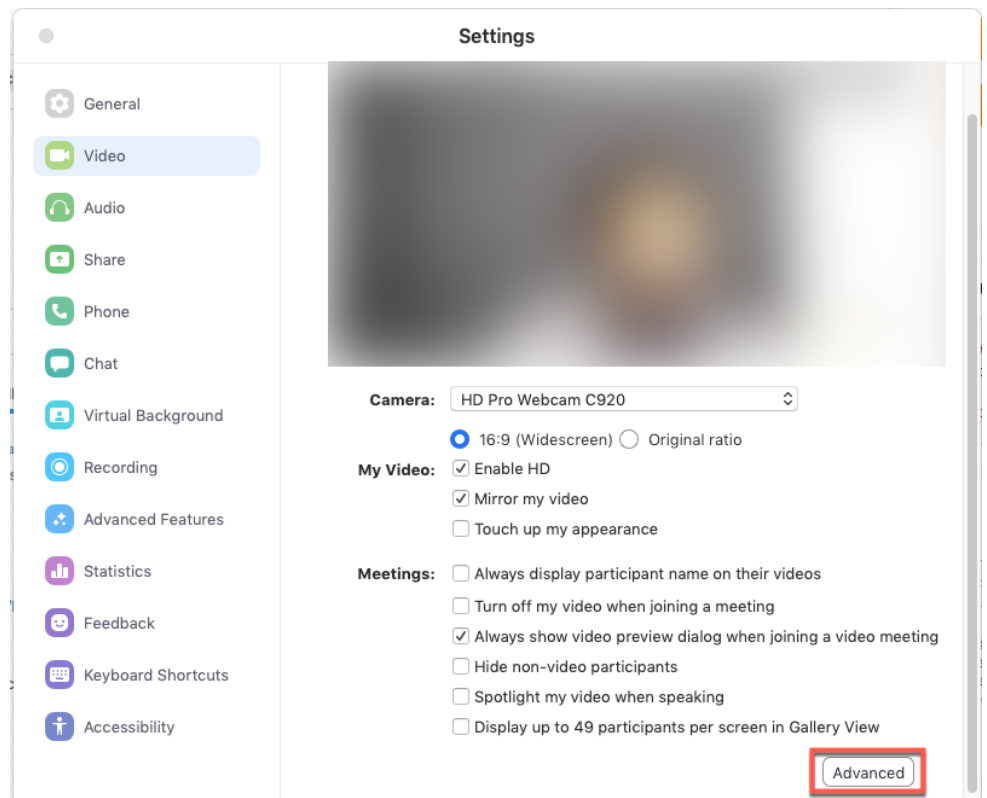 Settings
General
Video
Audio
Share
Phone
Chat
Virtual Background
Recording
Advanced Features
Statistics
Feedback
Keyboard Shortcuts
Accessibility
Camera: HD Pro Webcam C920
16:9 (Widescreen) Original ratio
My Video: Enable HD
Mirror my video
Touch up my appearance
Meetings: Always display participant name on their videos
Turn off my video when joining a meeting
Always show video preview dialog when joining a video meeting
Hide non-video participants
Spotlight my video when speaking
Display up to 49 participants per screen in Gallery View
Advanced